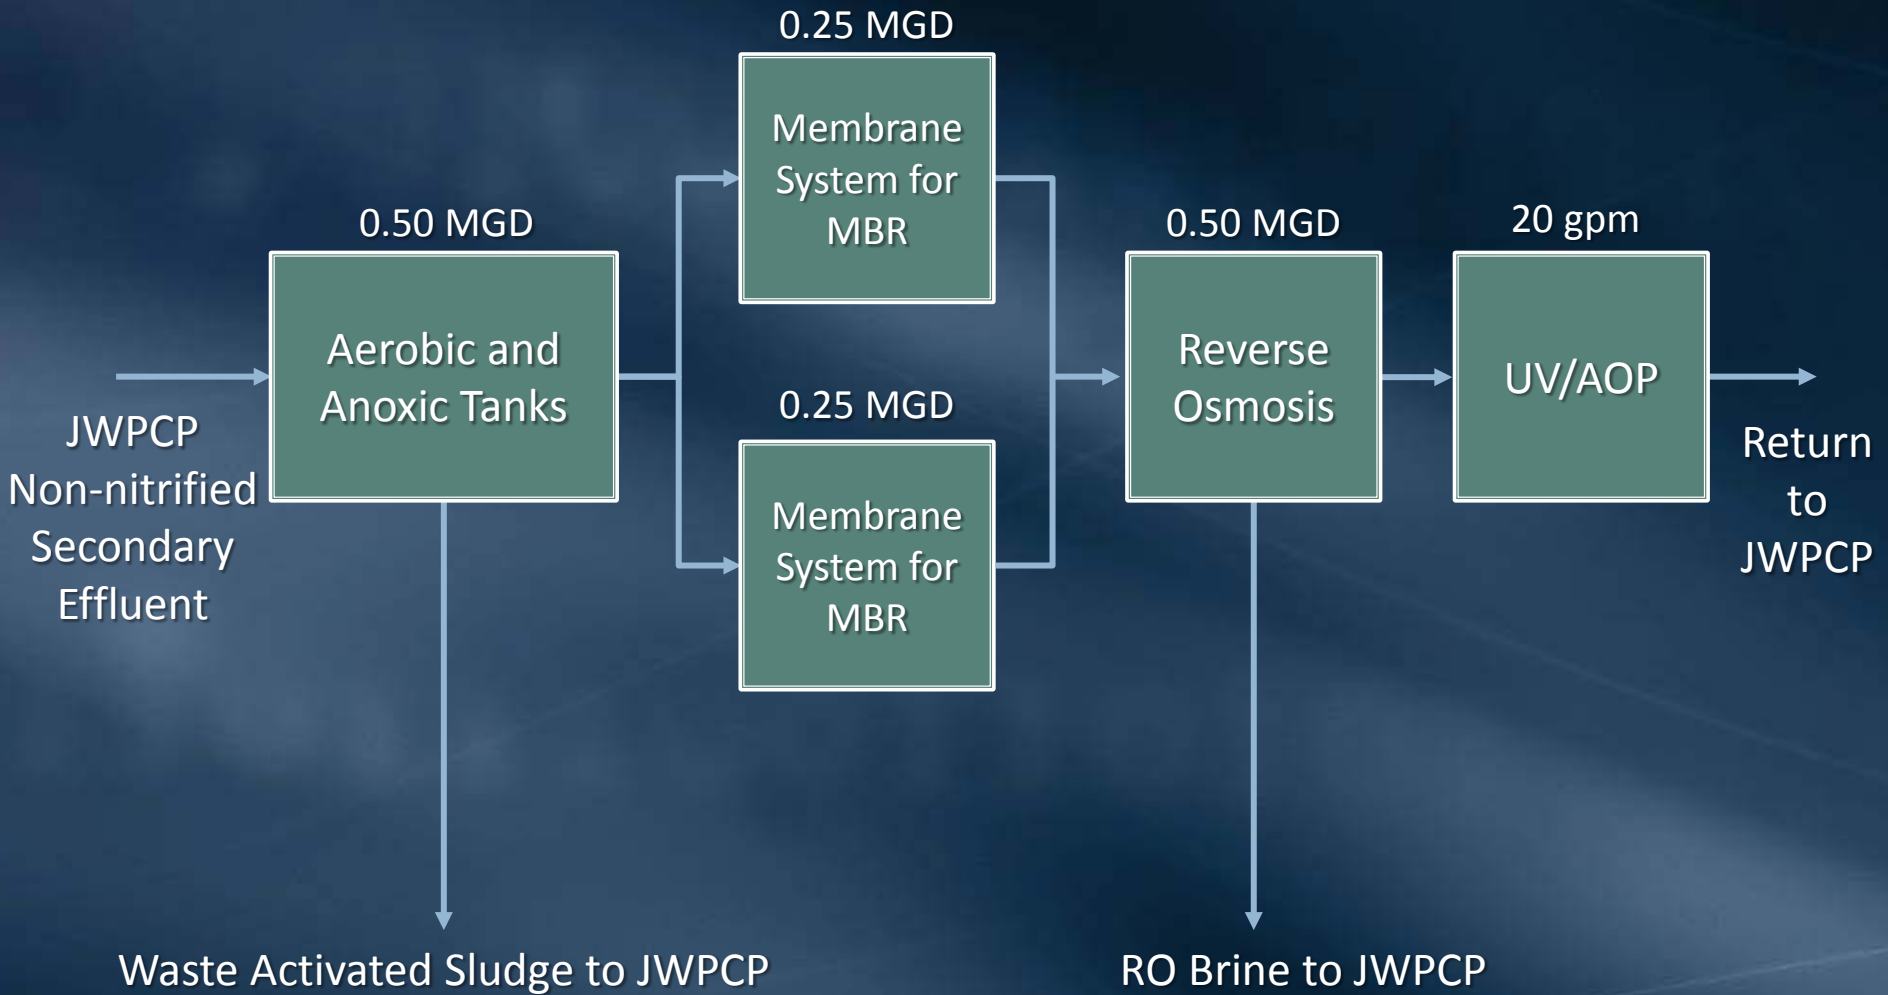 0.25 MGD
Membrane
System for
MBR
0.50 MGD
Aerobic and
Anoxic Tanks
JWPCP
Non-nitrified
Secondary
Effluent
0.25 MGD
Membrane
System for
MBR
0.50 MGD
Reverse
Osmosis
20 gpm
UV/AOP
Return
to
JWPCP
Waste Activated Sludge to JWPCP
RO Brine to JWPCP